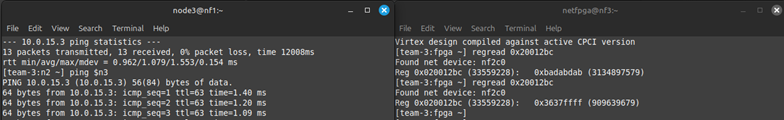 node3@nf1:~
File Edit View Search Terminal Help
--- 10.0.15.3 ping statistics ---
13 packets transmitted, 13 received, 0% packet loss, time 12008ms
rtt min/avg/max/mdev = 0.962/1.079/1.553/0.154 ms
[team-3:n2 ~] ping $n3
PING 10.0.15.3 (10.0.15.3) 56(84) bytes of data.
64 bytes from 10.0.15.3: icmp_seq=1 ttl=63 time=1.40 ms
64 bytes from 10.0.15.3: icmp_seq=2 ttl=63 time=1.20 ms
64 bytes from 10.0.15.3: icmp_seq=3 ttl=63 time=1.09 ms
netfpga@nf3:~
File Edit View Search Terminal Help
Virtex design compiled against active CPCI version
[team-3:fpga ~] regread 0x20012bc
Found net device: nf2c0
Reg 0x020012bc (33559228): 0xbadabdab (3134897579)
[team-3:fpga ~] regread 0x20012bc
Found net device: nf2c0
Reg 0x020012bc (33559228): 0x3637ffff (909639679)
[team-3:fpga ~]